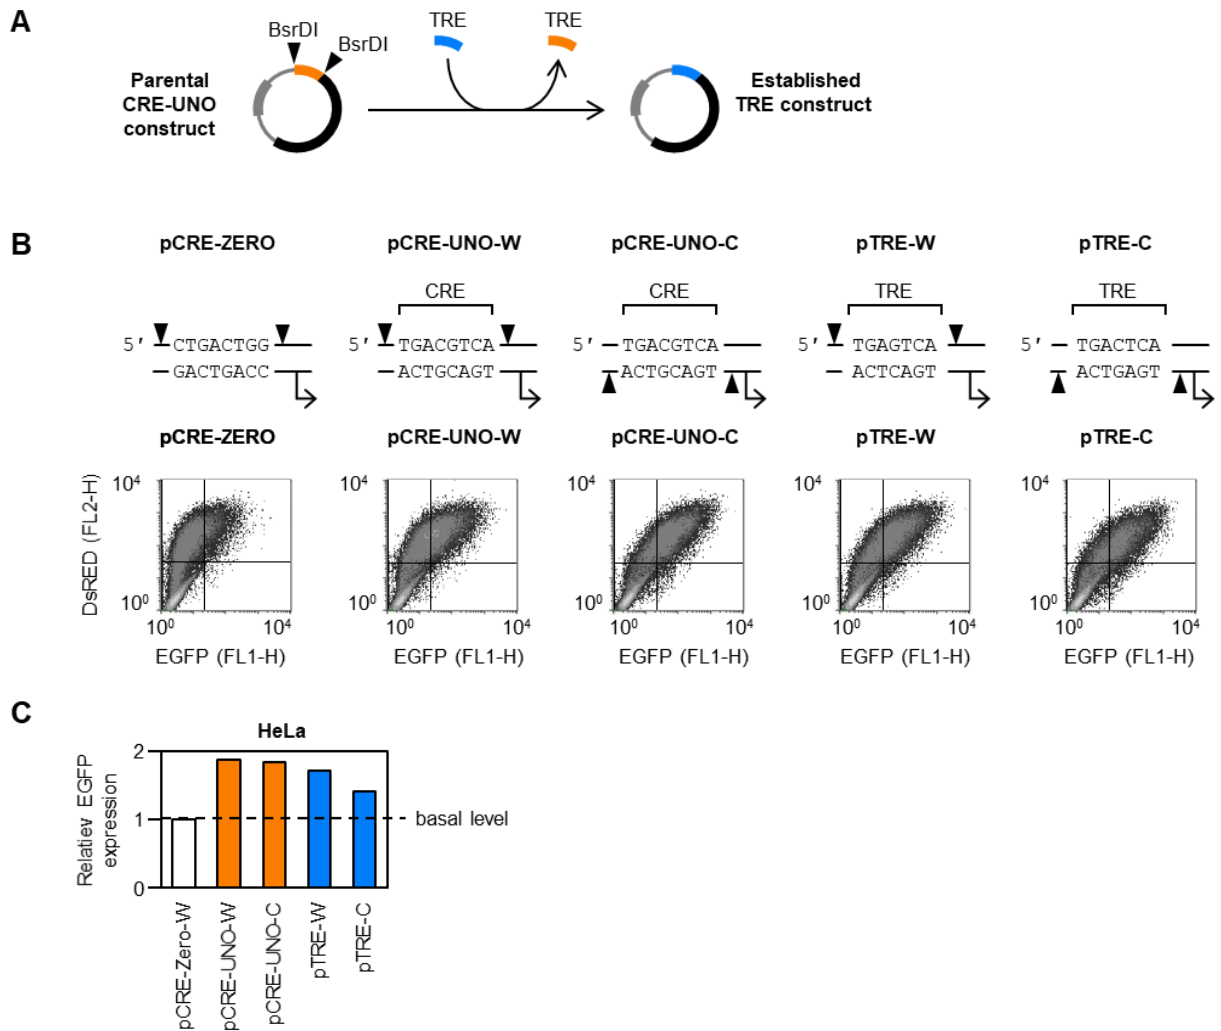 A
BsrDI
BsrDI
TRE
TRE
Parental
CRE-UNO
construct
Established
TRE construct
B
pCRE-ZERO
pCRE-UNO-W
pCRE-UNO-C
pTRE-W
pTRE-C
CRE
CRE
TRE
TRE
5′ CTGACTGG
GACTGACC
5′ TGACGTCA
ACTGCAGT
5′ TGACGTCA
ACTGCAGT
5′ TGAGTCA
ACTCAGT
5′ TGACTCA
ACTGAGT
pCRE-ZERO
pCRE-UNO-W
pCRE-UNO-C
pTRE-W
pTRE-C
DsRED (FL2-H)
10⁴
10⁰
10⁰ 10⁴
EGFP (FL1-H)
10⁴
10⁰
10⁰ 10⁴
EGFP (FL1-H)
10⁴
10⁰
10⁰ 10⁴
EGFP (FL1-H)
10⁴
10⁰
10⁰ 10⁴
EGFP (FL1-H)
10⁴
10⁰
10⁰ 10⁴
EGFP (FL1-H)
C
HeLa
Relatiev EGFP
expression
2
1
0
basal level
pCRE-Zero-W
pCRE-UNO-W
pCRE-UNO-C
pTRE-W
pTRE-C